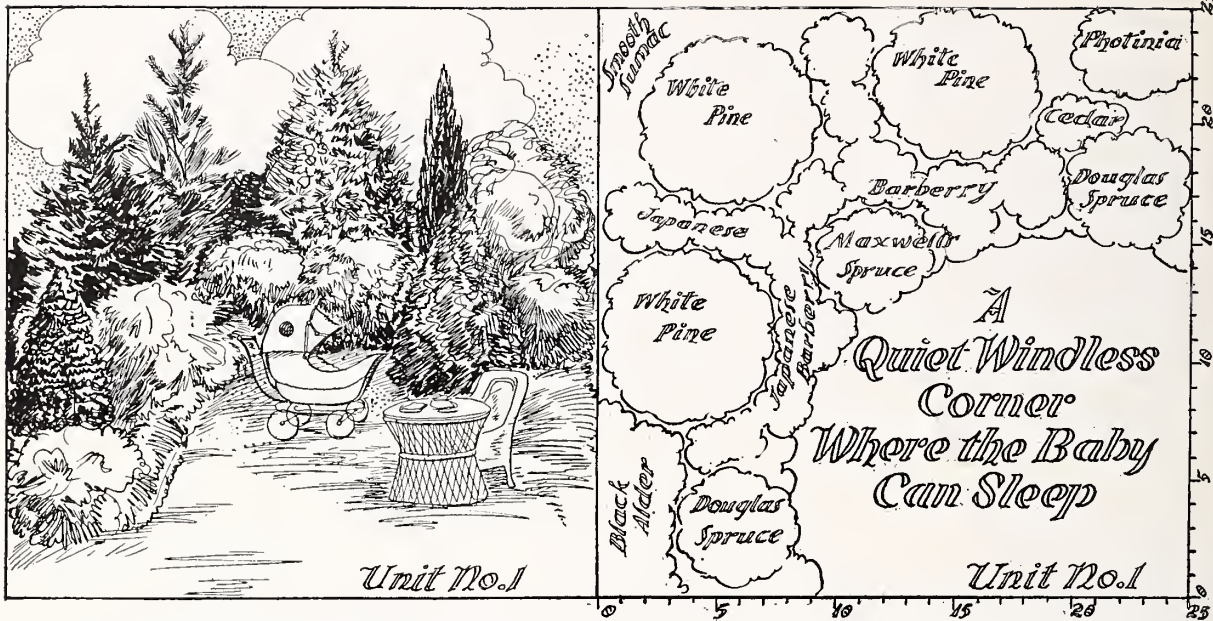 Unit No.1
Smooth
Sumac
White
Pine
White
Pine
Photinia
Cedar
Barberry
Douglas
Spruce
Japanese
Maxwells
Spruce
White
Pine
Japanese
Barberry
A
Quiet Windless
Corner
Where the Baby
Can Sleep
Black
Alder
Douglas
Spruce
Unit No.1
0
5
10
15
20
25
0
5
10
15
20